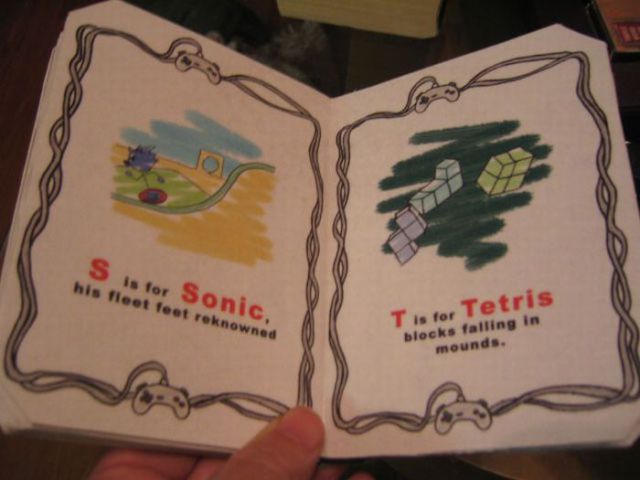 S is for Sonic,
his fleet feet reknowned
T is for Tetris
blocks falling in
mounds.